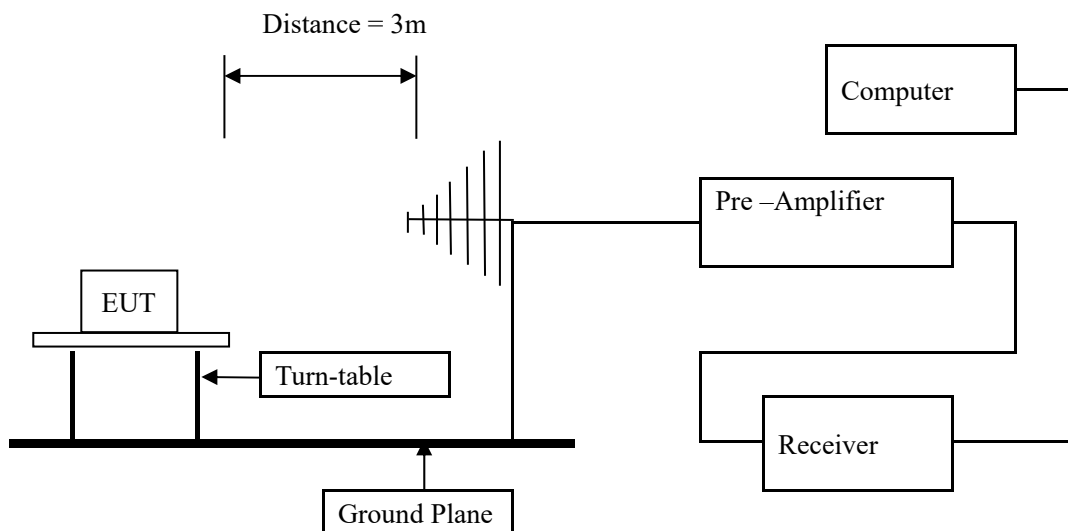 Distance = 3m
Computer
Pre –Amplifier
EUT
Turn-table
Receiver
Ground Plane